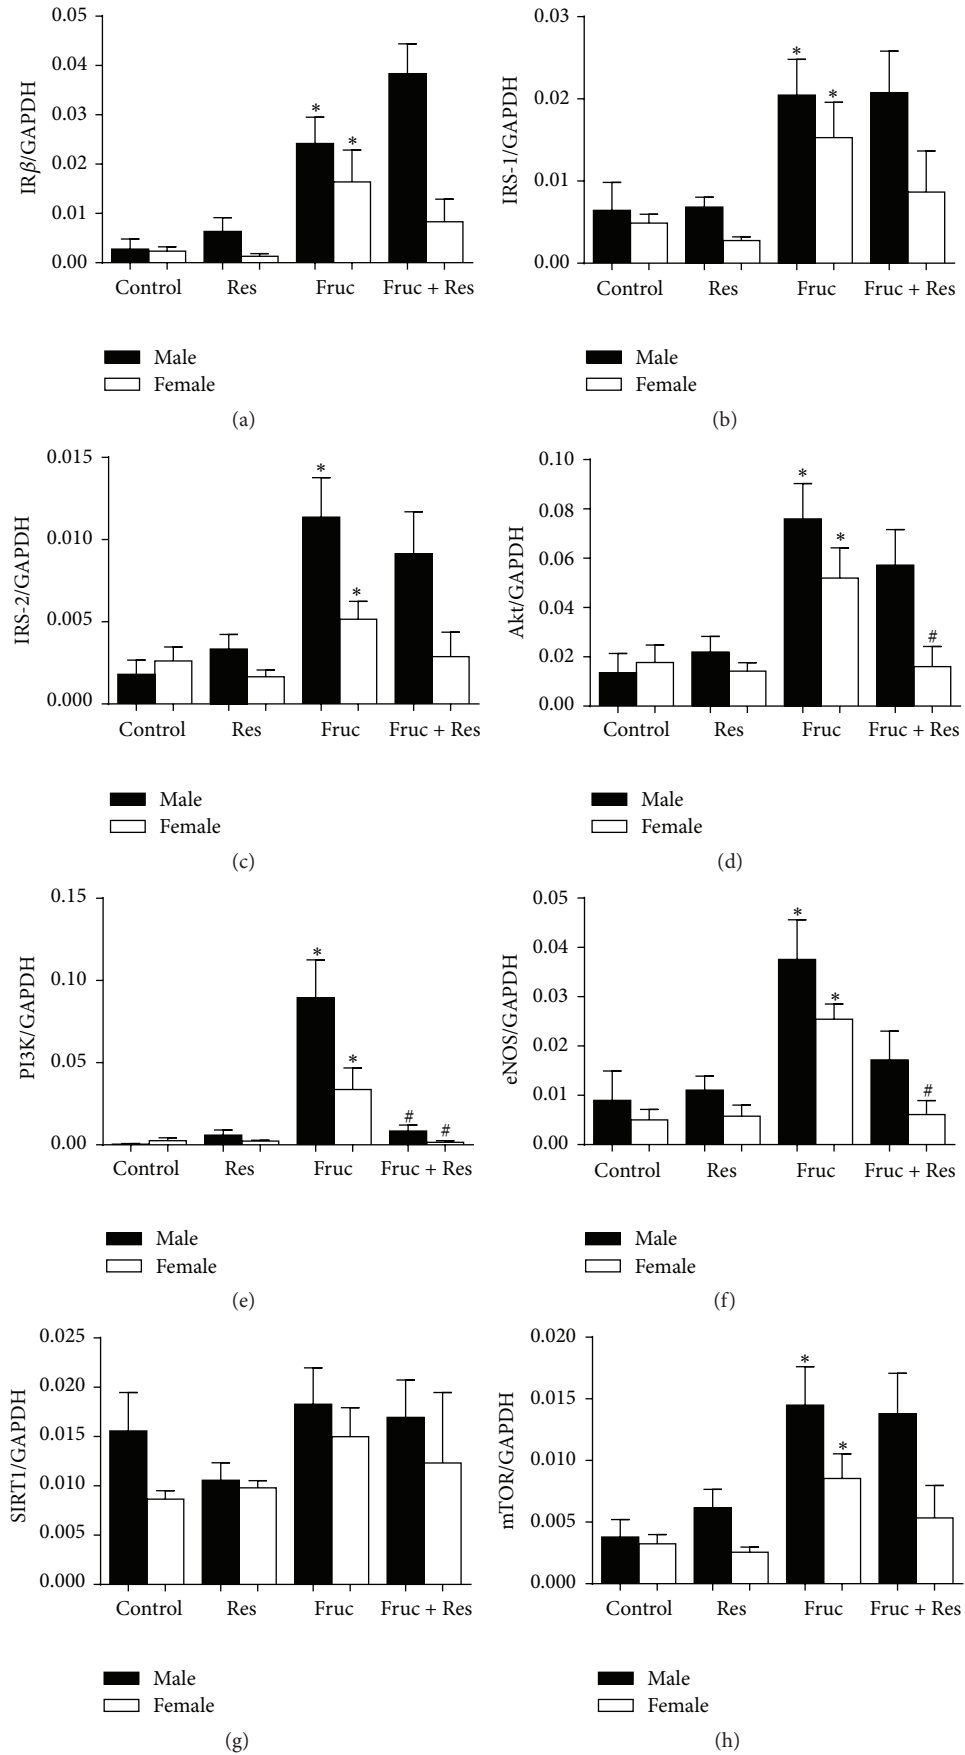 IRβ/GAPDH
0.05
0.04
0.03
0.02
0.01
0.00
*
*
Control Res Fruc Fruc + Res
Male
Female
(a)
IRS-1/GAPDH
0.03
0.02
0.01
0.00
*
*
Control Res Fruc Fruc + Res
Male
Female
(b)
IRS-2/GAPDH
0.015
0.010
0.005
0.000
*
*
Control Res Fruc Fruc + Res
Male
Female
(c)
Akt/GAPDH
0.10
0.08
0.06
0.04
0.02
0.00
*
*
#
Control Res Fruc Fruc + Res
Male
Female
(d)
PI3K/GAPDH
0.15
0.10
0.05
0.00
*
*
#
#
Control Res Fruc Fruc + Res
Male
Female
(e)
eNOS/GAPDH
0.05
0.04
0.03
0.02
0.01
0.00
*
*
#
Control Res Fruc Fruc + Res
Male
Female
(f)
SIRT1/GAPDH
0.025
0.020
0.015
0.010
0.005
0.000
Control Res Fruc Fruc + Res
Male
Female
(g)
mTOR/GAPDH
0.020
0.015
0.010
0.005
0.000
*
*
Control Res Fruc Fruc + Res
Male
Female
(h)